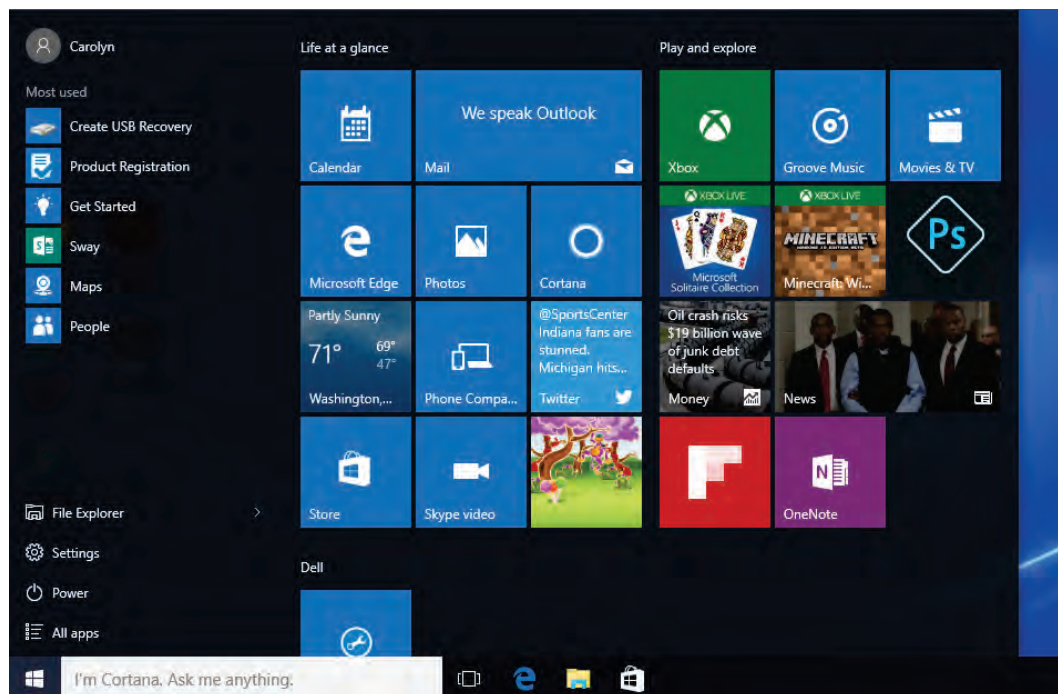 Carolyn
Most used
Create USB Recovery
Product Registration
Get Started
Sway
Maps
People
File Explorer
Settings
Power
All apps
Life at a glance
Calendar
We speak Outlook
Mail
Microsoft Edge
Photos
Cortana
Partly Sunny
71° 69°
47°
Washington,...
Phone Compa...
@SportsCenter
Indiana fans are
stunned.
Michigan hits...
Twitter
Store
Skype video
Dell
Play and explore
Xbox
Groove Music
Movies & TV
XBOX LIVE
Microsoft
Solitaire Collection
XBOX LIVE
MINECRAFT
Minecraft: Wi...
Ps
Oil crash risks
$19 billion wave
of junk debt
defaults
Money
News
N
OneNote
I'm Cortana. Ask me anything.